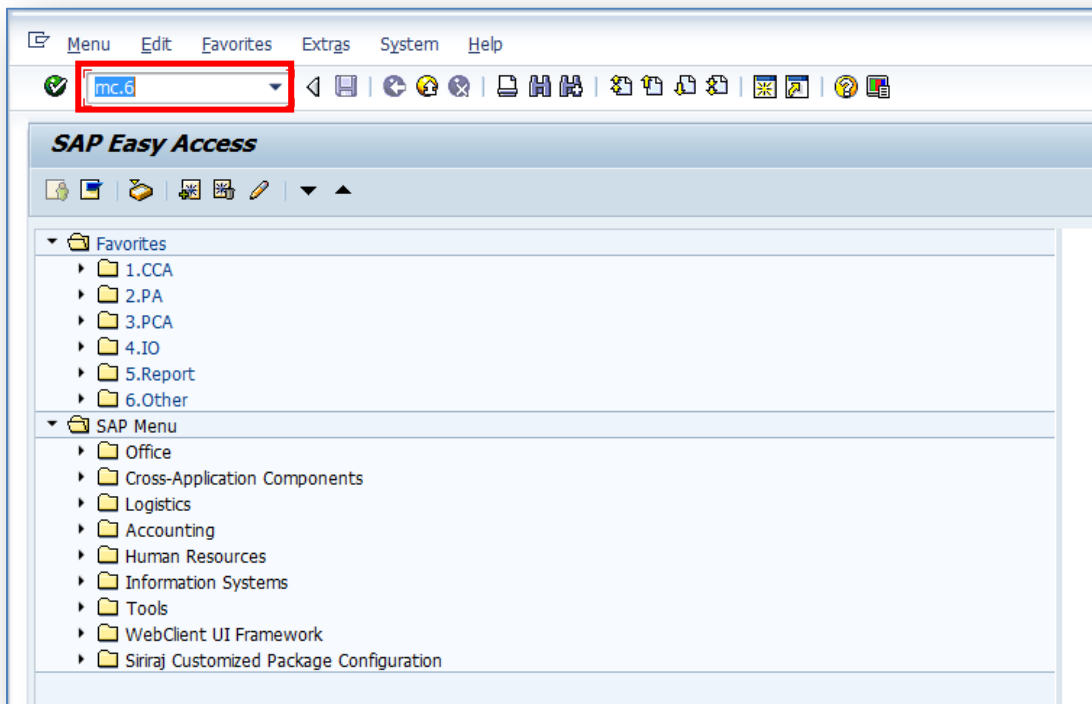 Menu Edit Favorites Extras System Help
mc.6
SAP Easy Access
Favorites
1.CCA
2.PA
3.PCA
4.IO
5.Report
6.Other
SAP Menu
Office
Cross-Application Components
Logistics
Accounting
Human Resources
Information Systems
Tools
WebClient UI Framework
Siriraj Customized Package Configuration